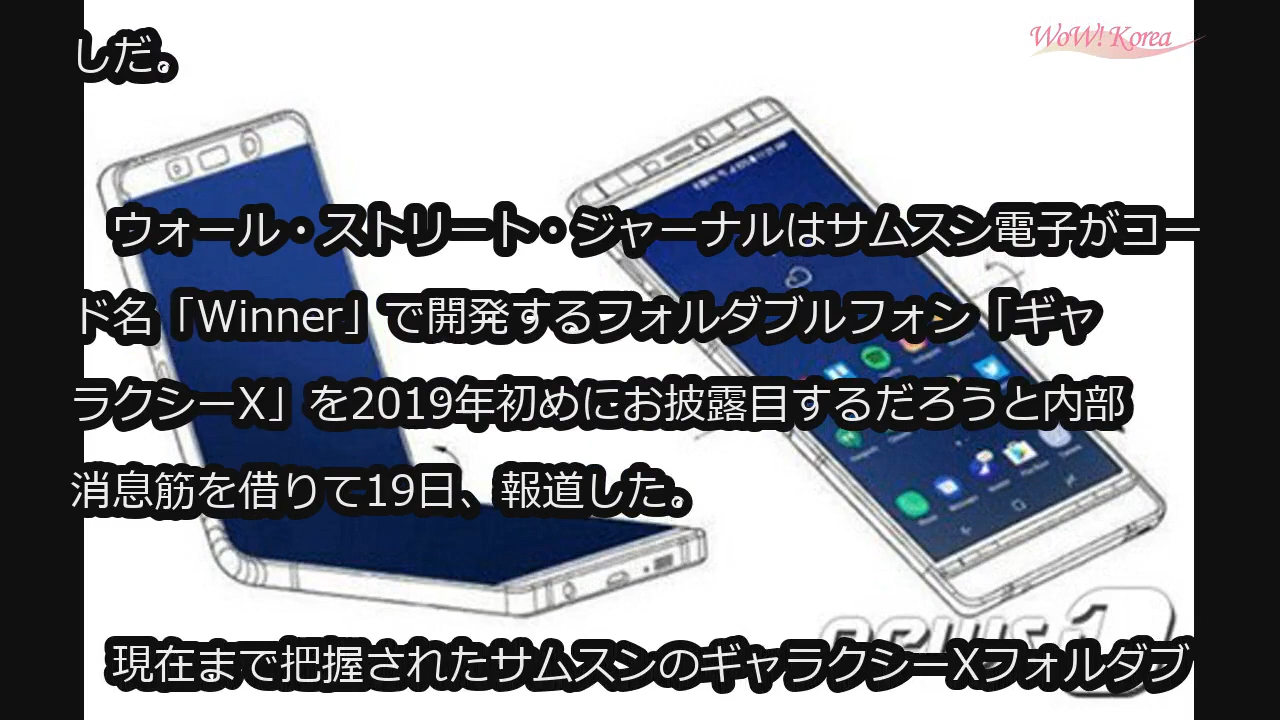 しだ。
WoW! Korea
ウォール・ストリート・ジャーナルはサムスン電子がコー
ド名「Winner」で開発するフォルダブルフォン「ギャ
ラクシーX」を2019年初めにお披露目するだろうと内部
消息筋を借りて19日、報道した。
news1
現在まで把握されたサムスンのギャラクシーXフォルダブ